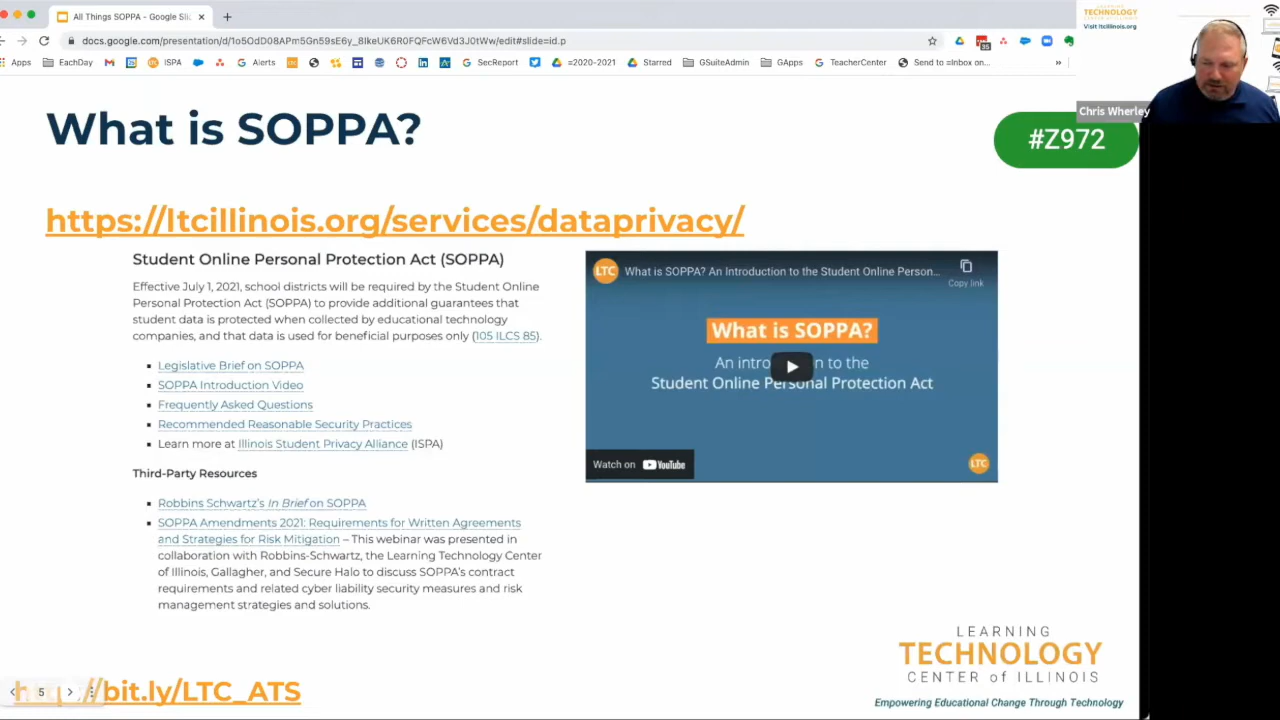 All Things SOPPA - Google Sli
docs.google.com/presentation/d/1o5OdD08APm5Gn59sE6y_8IkeUK6R0FQFcW6Vd3J0tWw/edit#slide=id.p
35
Apps
EachDay
ISPA
Alerts
SecReport
=2020-2021
Starred
GSuiteAdmin
GApps
TeacherCenter
Send to =Inbox on...
»
LEARNING
TECHNOLOGY
CENTER OF ILLINOIS
Visit ltcillinois.org
Chris Wherley
What is SOPPA?
#Z972
https://ltcillinois.org/services/dataprivacy/
Student Online Personal Protection Act (SOPPA)
Effective July 1, 2021, school districts will be required by the Student Online
Personal Protection Act (SOPPA) to provide additional guarantees that
student data is protected when collected by educational technology
companies, and that data is used for beneficial purposes only (105 ILCS 85).
Legislative Brief on SOPPA
SOPPA Introduction Video
Frequently Asked Questions
Recommended Reasonable Security Practices
Learn more at Illinois Student Privacy Alliance (ISPA)
Third-Party Resources
Robbins Schwartz's In Brief on SOPPA
SOPPA Amendments 2021: Requirements for Written Agreements
and Strategies for Risk Mitigation – This webinar was presented in
collaboration with Robbins-Schwartz, the Learning Technology Center
of Illinois, Gallagher, and Secure Halo to discuss SOPPA's contract
requirements and related cyber liability security measures and risk
management strategies and solutions.
LTC
What is SOPPA? An Introduction to the Student Online Person...
Copy link
What is SOPPA?
An intro n to the
Student Online Personal Protection Act
Watch on YouTube
LTC
LEARNING
TECHNOLOGY
CENTER of ILLINOIS
Empowering Educational Change Through Technology
5
bit.ly/LTC_ATS